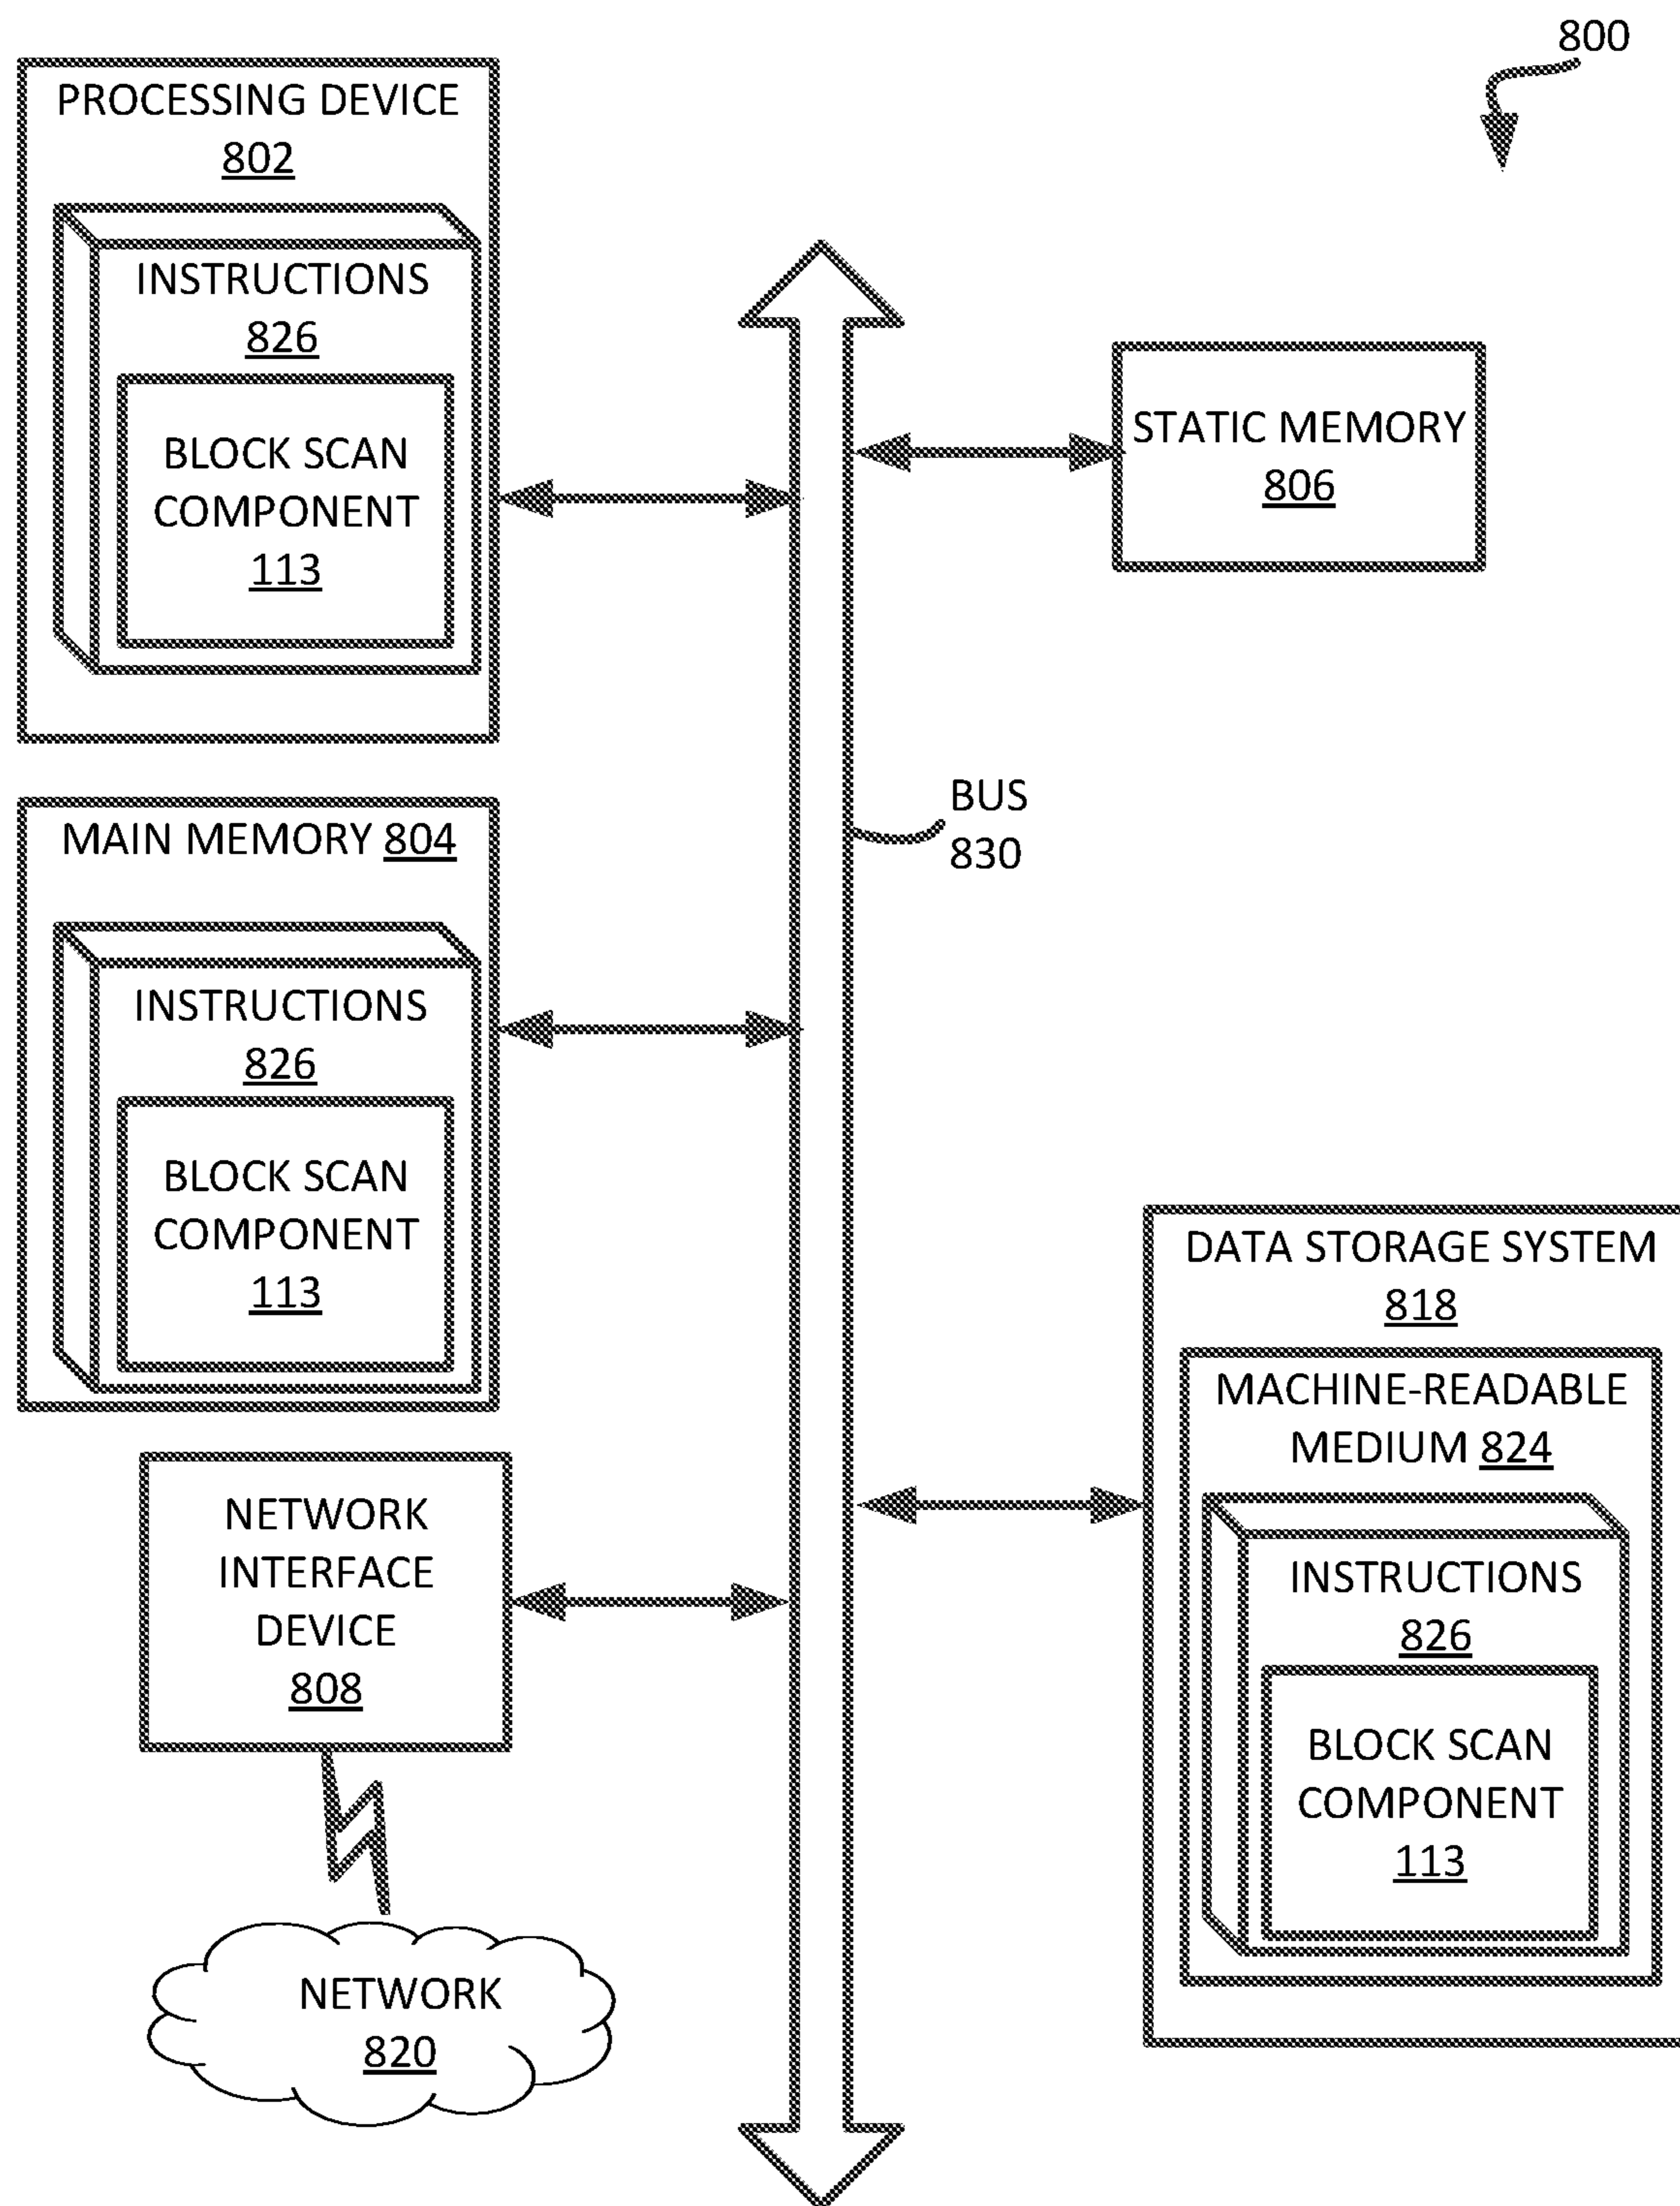 800
PROCESSING DEVICE
802
INSTRUCTIONS
826
BLOCK SCAN
COMPONENT
113
STATIC MEMORY
806
BUS
830
MAIN MEMORY 804
INSTRUCTIONS
826
BLOCK SCAN
COMPONENT
113
DATA STORAGE SYSTEM
818
MACHINE-READABLE
MEDIUM 824
INSTRUCTIONS
826
BLOCK SCAN
COMPONENT
113
NETWORK
INTERFACE
DEVICE
808
NETWORK
820